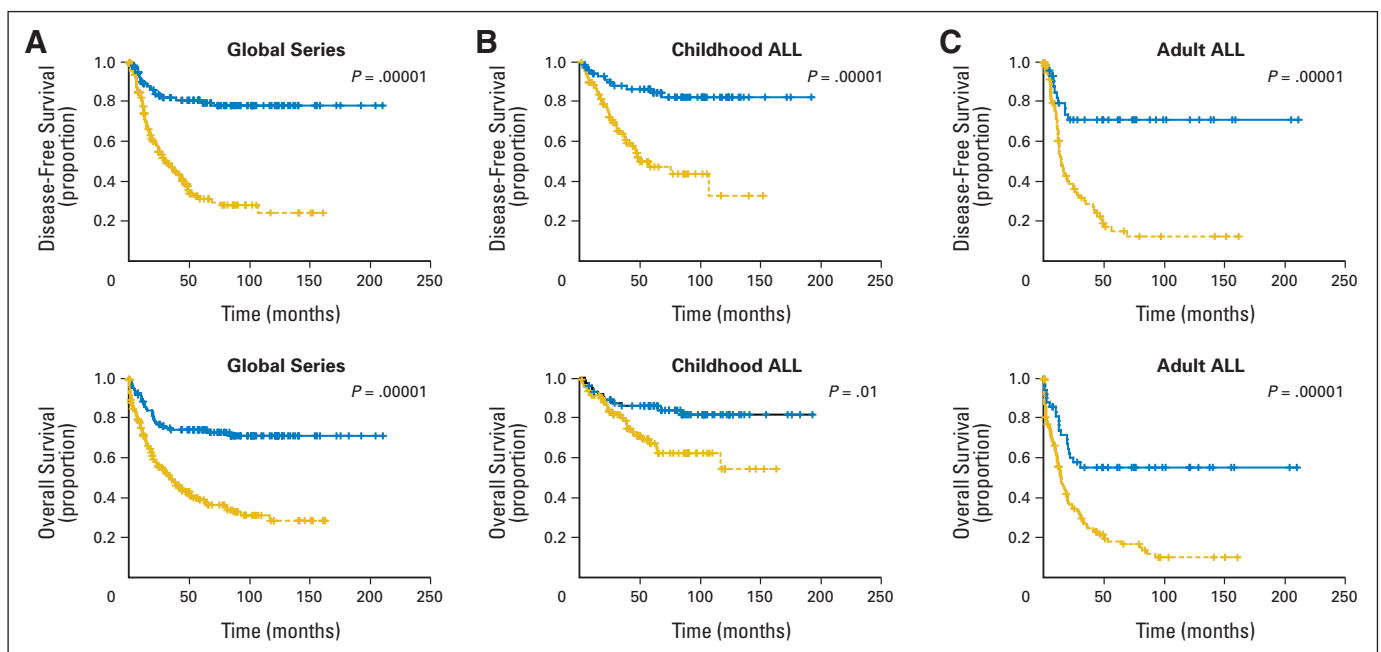 A
Global Series
P = .00001
Disease-Free Survival
(proportion)
1.0
0.8
0.6
0.4
0.2
0
50
100
150
200
250
Time (months)
B
Childhood ALL
P = .00001
Disease-Free Survival
(proportion)
1.0
0.8
0.6
0.4
0.2
0
50
100
150
200
250
Time (months)
C
Adult ALL
P = .00001
Disease-Free Survival
(proportion)
1.0
0.8
0.6
0.4
0.2
0
50
100
150
200
250
Time (months)
Global Series
P = .00001
Overall Survival
(proportion)
1.0
0.8
0.6
0.4
0.2
0
50
100
150
200
250
Time (months)
Childhood ALL
P = .01
Overall Survival
(proportion)
1.0
0.8
0.6
0.4
0.2
0
50
100
150
200
250
Time (months)
Adult ALL
P = .00001
Overall Survival
(proportion)
1.0
0.8
0.6
0.4
0.2
0
50
100
150
200
250
Time (months)